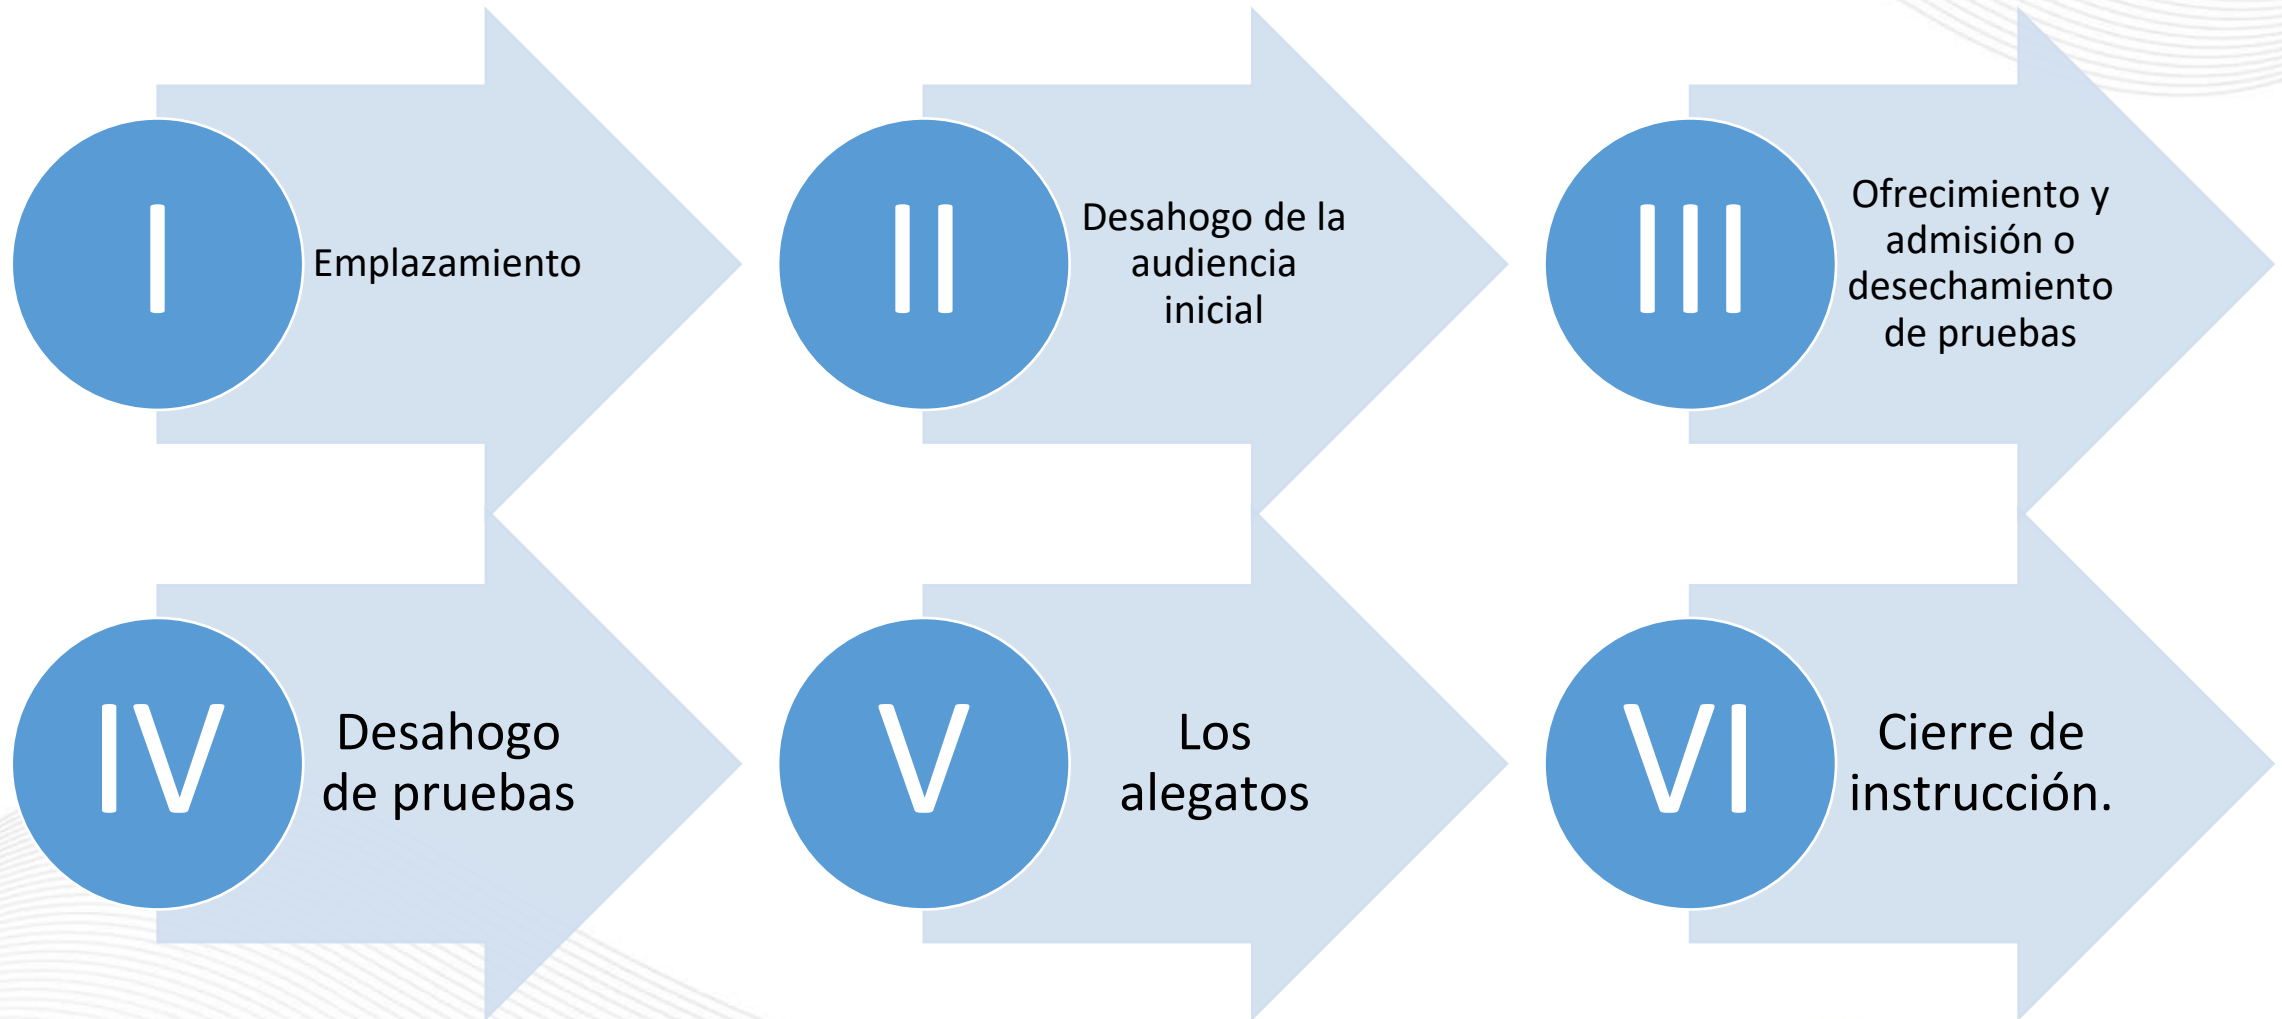 I
Emplazamiento
II
Desahogo de la
audiencia
inicial
III
Ofrecimiento y
admisión o
desechamiento
de pruebas
IV
Desahogo
de pruebas
V
Los
alegatos
VI
Cierre de
instrucción.